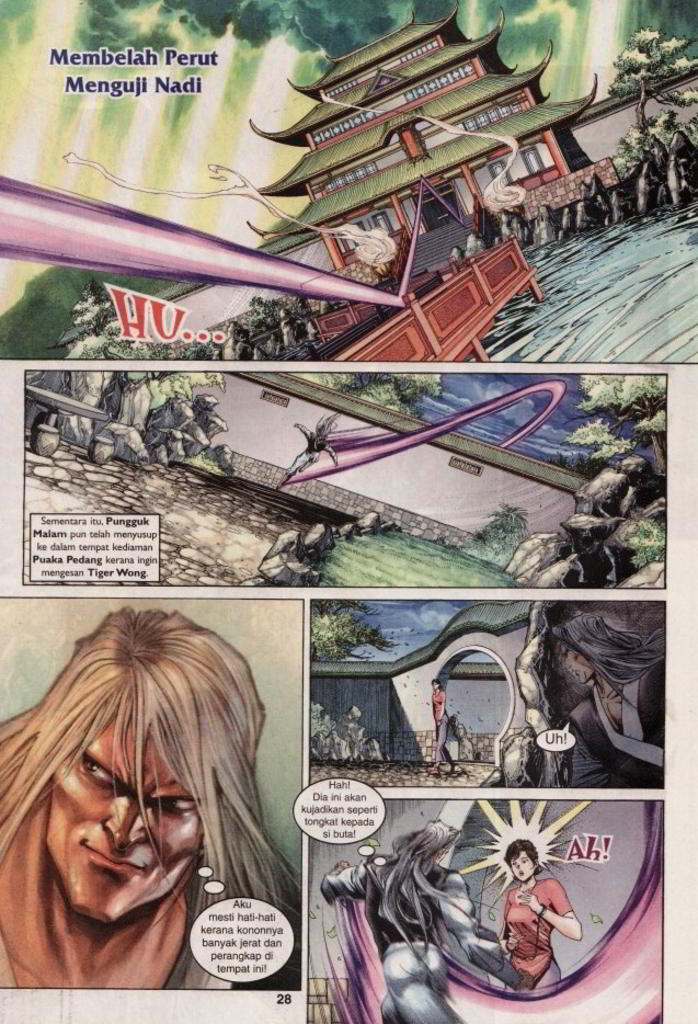 Membelah Perut
Menguji Nadi
HU...
Sementara itu, Pungguk
Malam pun telah menyusup
ke dalam tempat kediaman
Puaka Pedang kerana ingin
mengesan Tiger Wong.
Aku
mesti hati-hati
kerana kononnya
banyak jerat dan
perangkap di
tempat ini!
Uh!
Hah!
Dia ini akan
kujadikan seperti
tongkat kepada
si buta!
Ah!
28